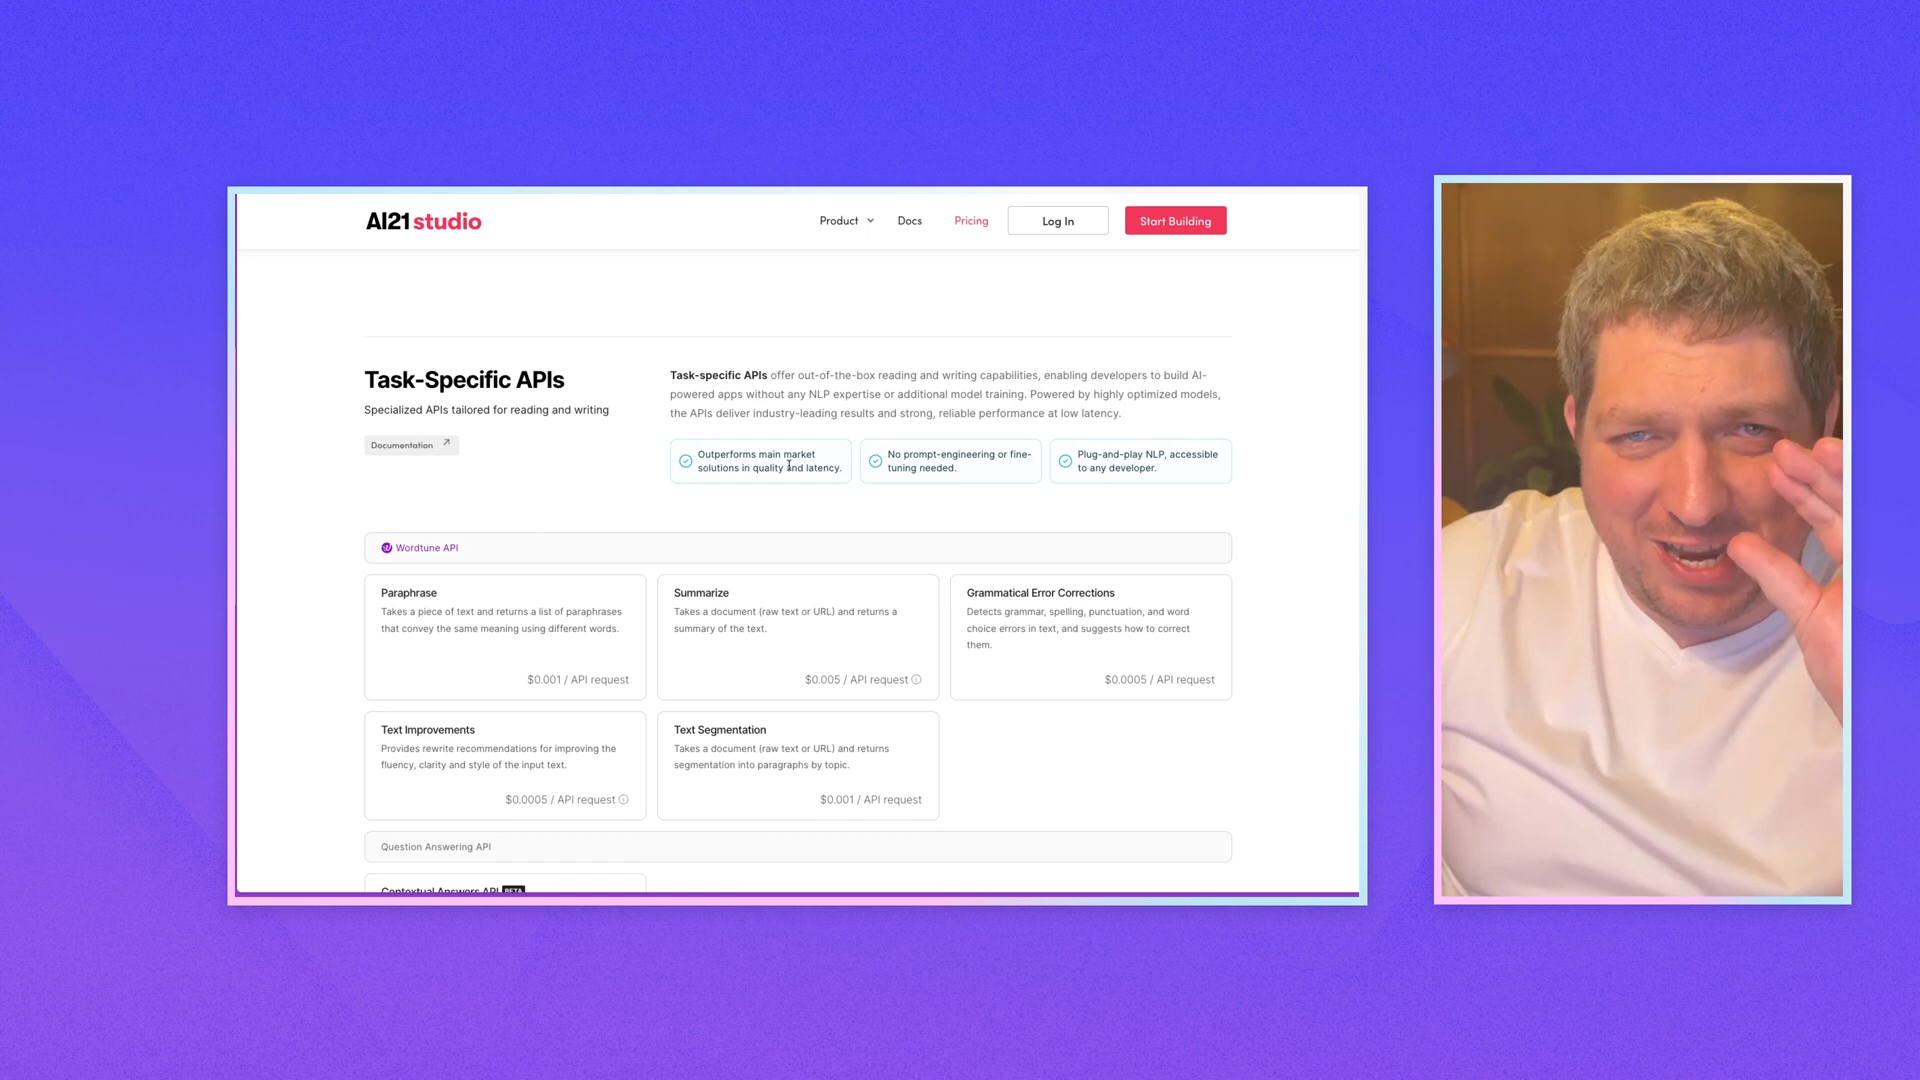 AI21studio
Product
Docs
Pricing
Log In
Start Building
Task-Specific APIs
Specialized APIs tailored for reading and writing
Documentation
Task-specific APIs offer out-of-the-box reading and writing capabilities, enabling developers to build AI-
powered apps without any NLP expertise or additional model training. Powered by highly optimized models,
the APIs deliver industry-leading results and strong, reliable performance at low latency.
Outperforms main market
solutions in quality and latency.
No prompt-engineering or fine-
tuning needed.
Plug-and-play NLP, accessible
to any developer.
Wordtune API
Paraphrase
Takes a piece of text and returns a list of paraphrases
that convey the same meaning using different words.
$0.001 / API request
Summarize
Takes a document (raw text or URL) and returns a
summary of the text.
$0.005 / API request
Grammatical Error Corrections
Detects grammar, spelling, punctuation, and word
choice errors in text, and suggests how to correct
them.
$0.0005 / API request
Text Improvements
Provides rewrite recommendations for improving the
fluency, clarity and style of the input text.
$0.0005 / API request
Text Segmentation
Takes a document (raw text or URL) and returns
segmentation into paragraphs by topic.
$0.001 / API request
Question Answering API
Contextual Answers API BETA